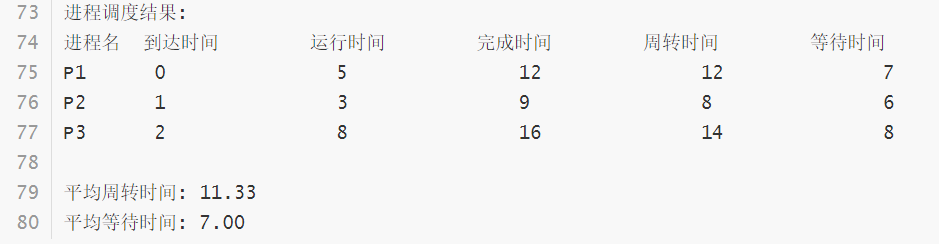 73 进程调度结果:
74 进程名 到达时间 运行时间 完成时间 周转时间 等待时间
75 P1 0 5 12 12 7
76 P2 1 3 9 8 6
77 P3 2 8 16 14 8
78
79 平均周转时间: 11.33
80 平均等待时间: 7.00